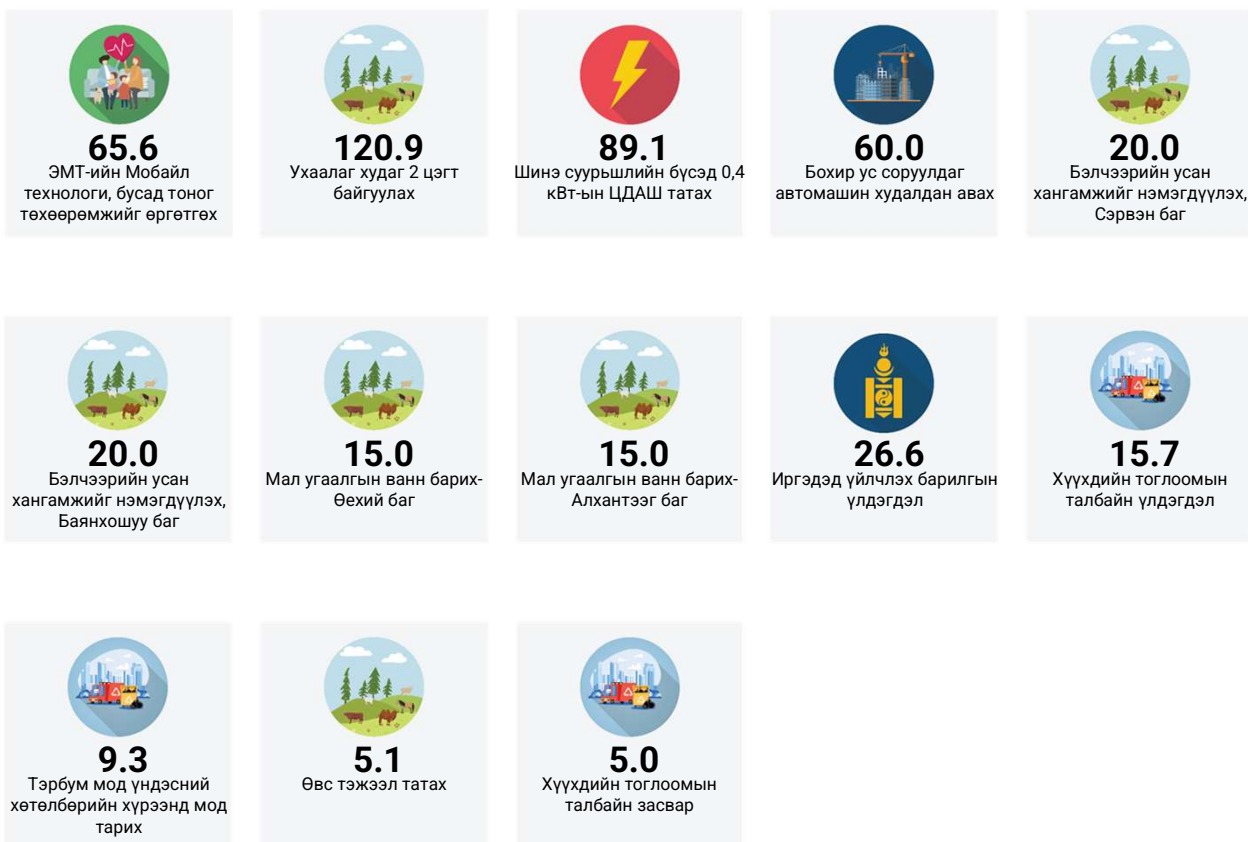 65.6
ЭМТ-ийн Мобайл
технологи, бусад тоног
төхөөрөмжийг өргөтгөх
120.9
Ухаалаг худаг 2 цэгт
байгуулах
89.1
Шинэ суурьшлийн бүсэд 0,4
кВт-ын ЦДАШ татах
60.0
Бохир ус соруулдаг
автомашин худалдан авах
20.0
Бэлчээрийн усан
хангамжийг нэмэгдүүлэх,
Сэрвэн баг
20.0
Бэлчээрийн усан
хангамжийг нэмэгдүүлэх,
Баянхошуу баг
15.0
Мал угаалгын ванн барих-
Өехий баг
15.0
Мал угаалгын ванн барих-
Алхантээг баг
26.6
Иргэдэд үйлчлэх барилгын
үлдэгдэл
15.7
Хүүхдийн тоглоомын
талбайн үлдэгдэл
9.3
Тэрбум мод үндэсний
хөтөлбөрийн хүрээнд мод
тарих
5.1
Өвс тэжээл татах
5.0
Хүүхдийн тоглоомын
талбайн засвар